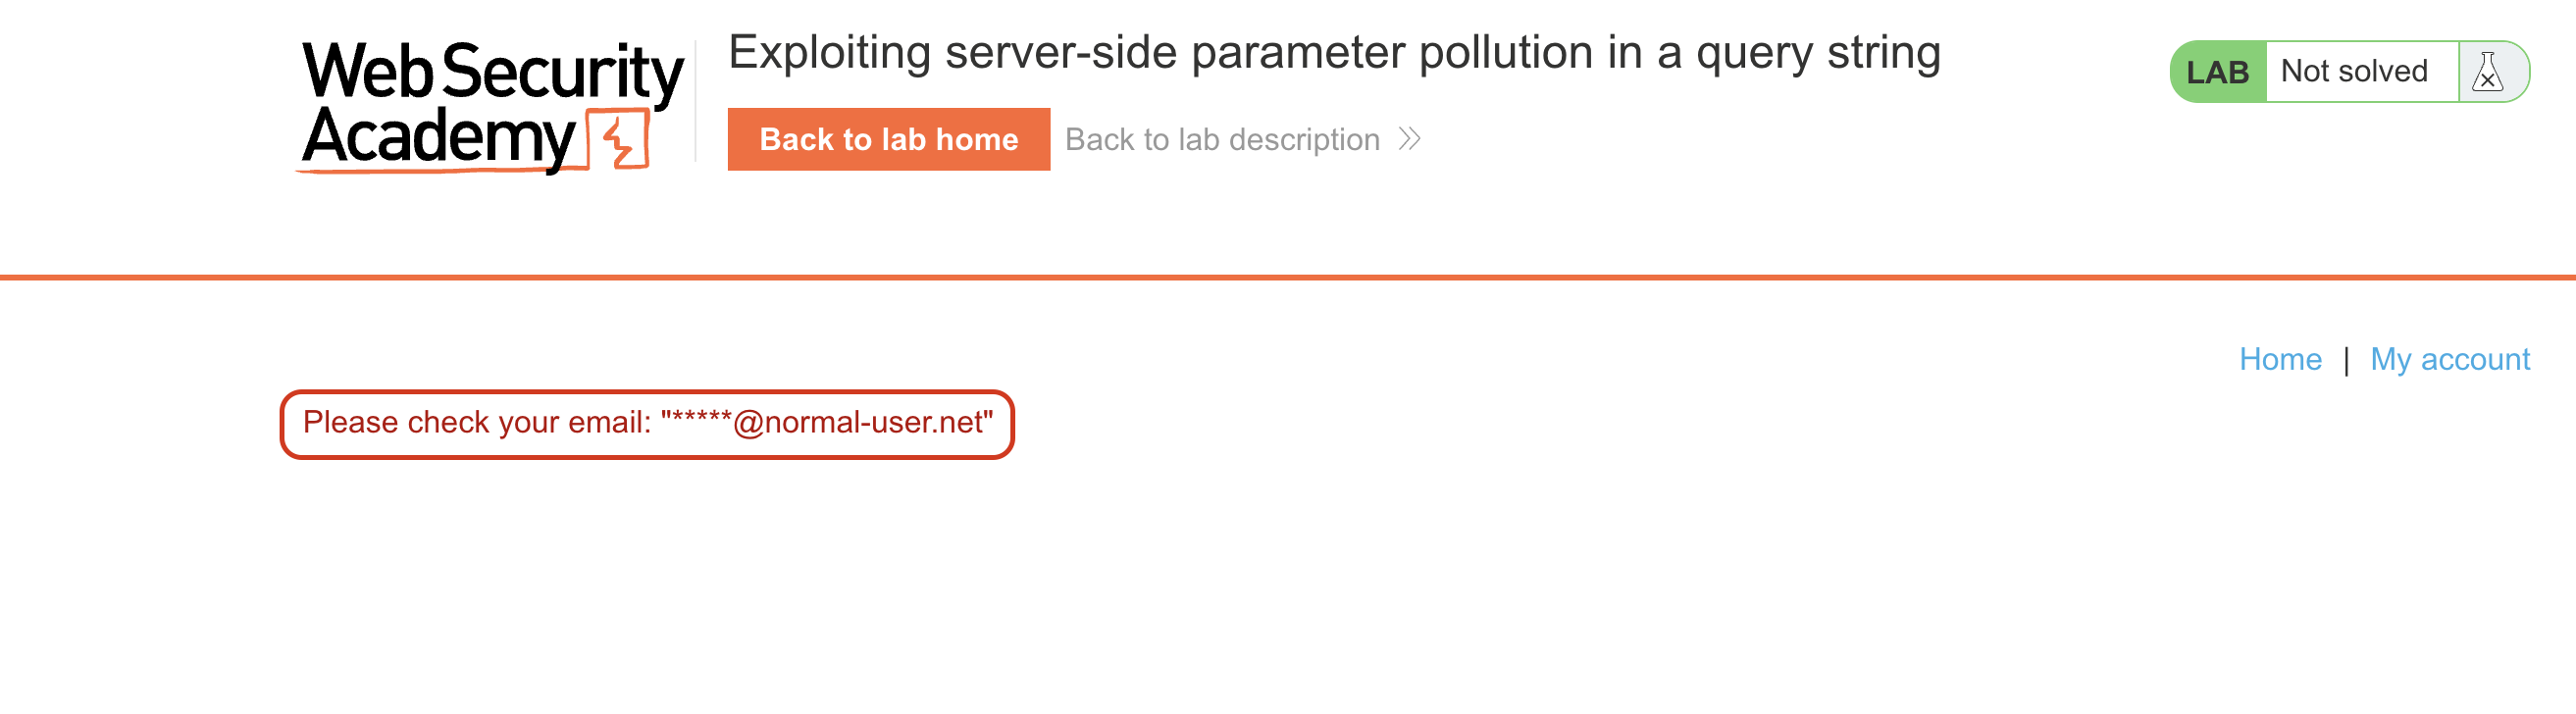 Web Security
Academy
Exploiting server-side parameter pollution in a query string
Back to lab home
Back to lab description
LAB Not solved
Home | My account
Please check your email: "*****@normal-user.net"